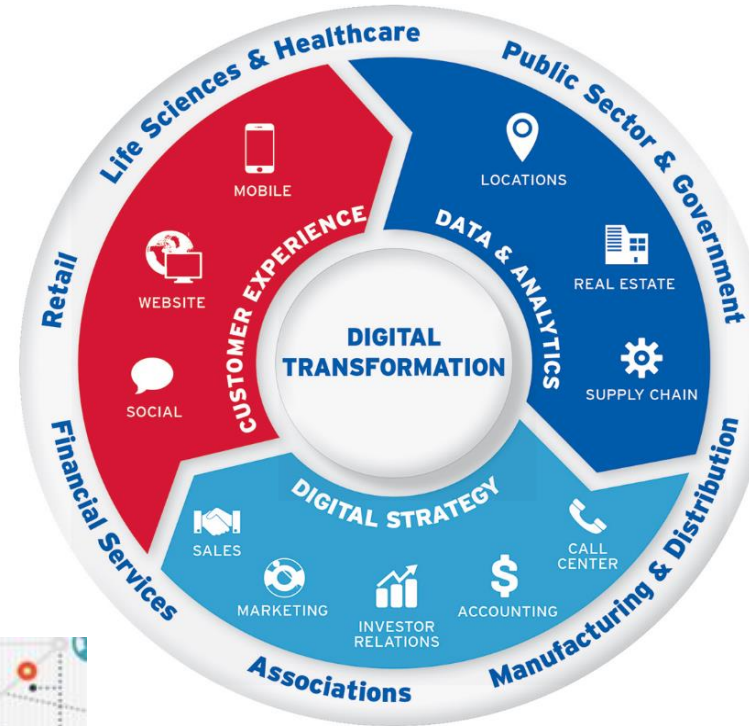 Life Sciences & Healthcare
Public Sector & Government
Retail
Financial Services
Associations
Manufacturing & Distribution
CUSTOMER EXPERIENCE
MOBILE
WEBSITE
SOCIAL
DATA & ANALYTICS
LOCATIONS
REAL ESTATE
SUPPLY CHAIN
DIGITAL
TRANSFORMATION
DIGITAL STRATEGY
SALES
MARKETING
INVESTOR
RELATIONS
ACCOUNTING
CALL
CENTER